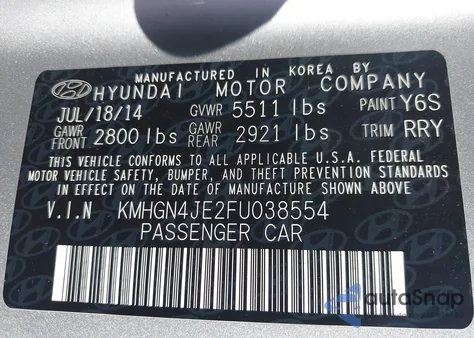 MANUFACTURED IN KOREA BY
HYUNDAI MOTOR COMPANY
JUL/18/14 GVWR 5511 lbs PAINT Y6S
GAWR FRONT 2800 lbs GAWR REAR 2921 lbs TRIM RRY
THIS VEHICLE CONFORMS TO ALL APPLICABLE U.S.A. FEDERAL
MOTOR VEHICLE SAFETY, BUMPER, AND THEFT PREVENTION STANDARDS
IN EFFECT ON THE DATE OF MANUFACTURE SHOWN ABOVE
V.I.N KMHGN4JE2FU038554
PASSENGER CAR
autoSnap